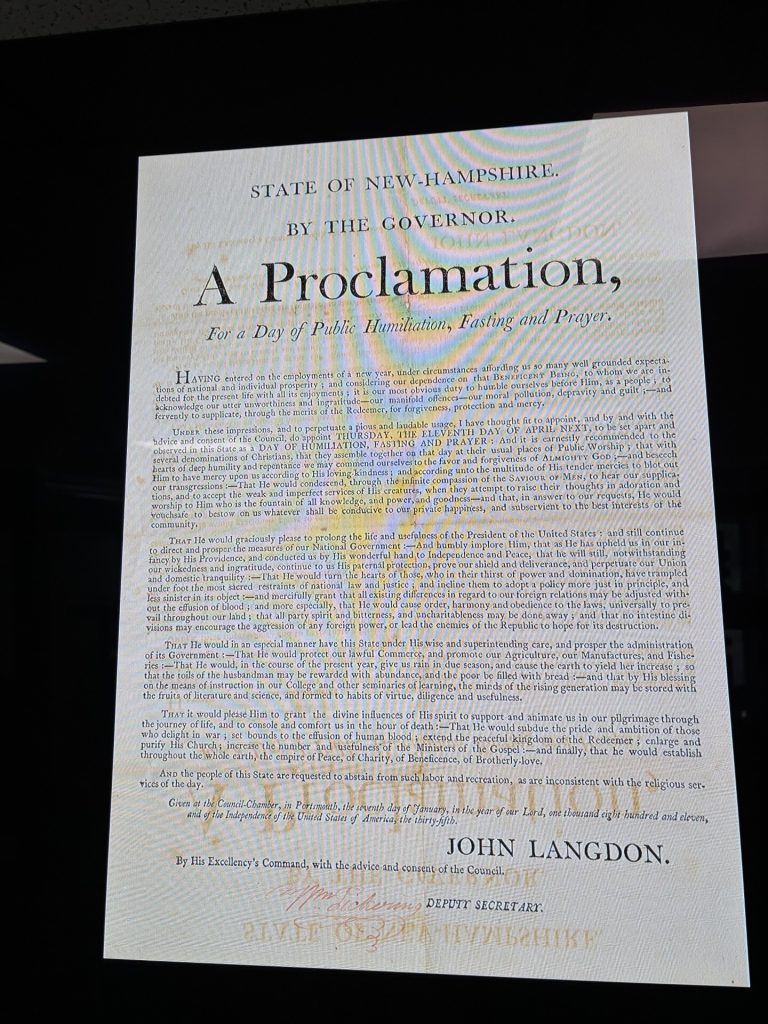 STATE OF NEW-HAMPSHIRE.
BY THE GOVERNOR.
A Proclamation,
For a Day of Public Humiliation, Fasting and Prayer.
HAVING entered on the employments of a new year, under circumstances affording us so many well grounded expecta-
tions of national and individual prosperity ; and considering our dependence on that BENEFICENT BEING, to whom we are in-
debted for the present life with all its enjoyments ; it is our most obvious duty to humble ourselves before Him, as a people ; to
acknowledge our utter unworthiness and ingratitude—our manifold offences—our moral pollution, depravity and guilt ;—and
fervently to supplicate, through the merits of the Redeemer, for forgiveness, protection and mercy.
UNDER these impressions, and to perpetuate a pious and laudable usage, I have thought fit to appoint, and by and with the
advice and consent of the Council, do appoint THURSDAY, THE ELEVENTH DAY OF APRIL NEXT, to be set apart and
observed in this State as a DAY OF HUMILIATION, FASTING AND PRAYER : And it is earnestly recommended to the
several denominations of Christians, that they assemble together on that day at their usual places of Public Worship ; that with
hearts of deep humility and repentance we may commend ourselves to the favor and forgiveness of ALMIGHTY GOD ;—and beseech
Him to have mercy upon us according to His loving-kindness ; and according unto the multitude of His tender mercies to blot out
our transgressions :—That He would condescend, through the infinite compassion of the SAVIOUR OF MEN, to hear our supplica-
tions, and to accept the weak and imperfect services of His creatures, when they attempt to raise their thoughts in adoration and
worship to Him who is the fountain of all knowledge, and power, and goodness—and that, in answer to our requests, He would
vouchsafe to bestow on us whatever shall be conducive to our private happiness, and subservient to the best interests of the
community.
THAT He would graciously please to prolong the life and usefulness of the President of the United States : and still continue
to direct and prosper the measures of our National Government :—And humbly implore Him, that as He has upheld us in our in-
fancy by His Providence, and conducted us by His wonderful hand to Independence and Peace, that he will still, notwithstanding
our wickedness and ingratitude, continue to us His paternal protection, prove our shield and deliverance, and perpetuate our Union
and domestic tranquility :—That He would turn the hearts of those, who in their thirst of power and domination, have trampled
under foot the most sacred restraints of national law and justice ; and incline them to adopt a policy more just in principle, and
less sinister in its object :—and mercifully grant that all existing differences in regard to our foreign relations may be adjusted with-
out the effusion of blood ; and more especially, that He would cause order, harmony and obedience to the laws, universally to pre-
vail throughout our land ; that all party spirit and bitterness, and uncharitableness may be done away ; and that no intestine di-
visions may encourage the aggression of any foreign power, or lead the enemies of the Republic to hope for its destruction.
THAT He would in an especial manner have this State under His wise and superintending care, and prosper the administration
of its Government :—That He would protect our lawful Commerce, and promote our Agriculture, our Manufactures, and Fishe-
ries :—That He would, in the course of the present year, give us rain in due season, and cause the earth to yield her increase ; so
that the toils of the husbandman may be rewarded with abundance, and the poor be filled with bread :—and that by His blessing
on the means of instruction in our College and other seminaries of learning, the minds of the rising generation may be stored with
the fruits of literature and science, and formed to habits of virtue, diligence and usefulness.
THAT it would please Him to grant the divine influences of His spirit to support and animate us in our pilgrimage through
the journey of life, and to console and comfort us in the hour of death :—That He would subdue the pride and ambition of those
who delight in war ; set bounds to the effusion of human blood ; extend the peaceful kingdom of the Redeemer ; enlarge and
purify His Church ; increase the number and usefulness of the Ministers of the Gospel :—and finally, that he would establish
throughout the whole earth, the empire of Peace, of Charity, of Beneficence, of Brotherly-love.
AND the people of this State are requested to abstain from such labor and recreation, as are inconsistent with the religious ser-
vices of the day.
Given at the Council-Chamber, in Portsmouth, the seventh day of January, in the year of our Lord, one thousand eight hundred and eleven,
and of the Independence of the United States of America, the thirty-fifth.
JOHN LANGDON.
By His Excellency's Command, with the advice and consent of the Council.
Wm Pickering DEPUTY SECRETARY.